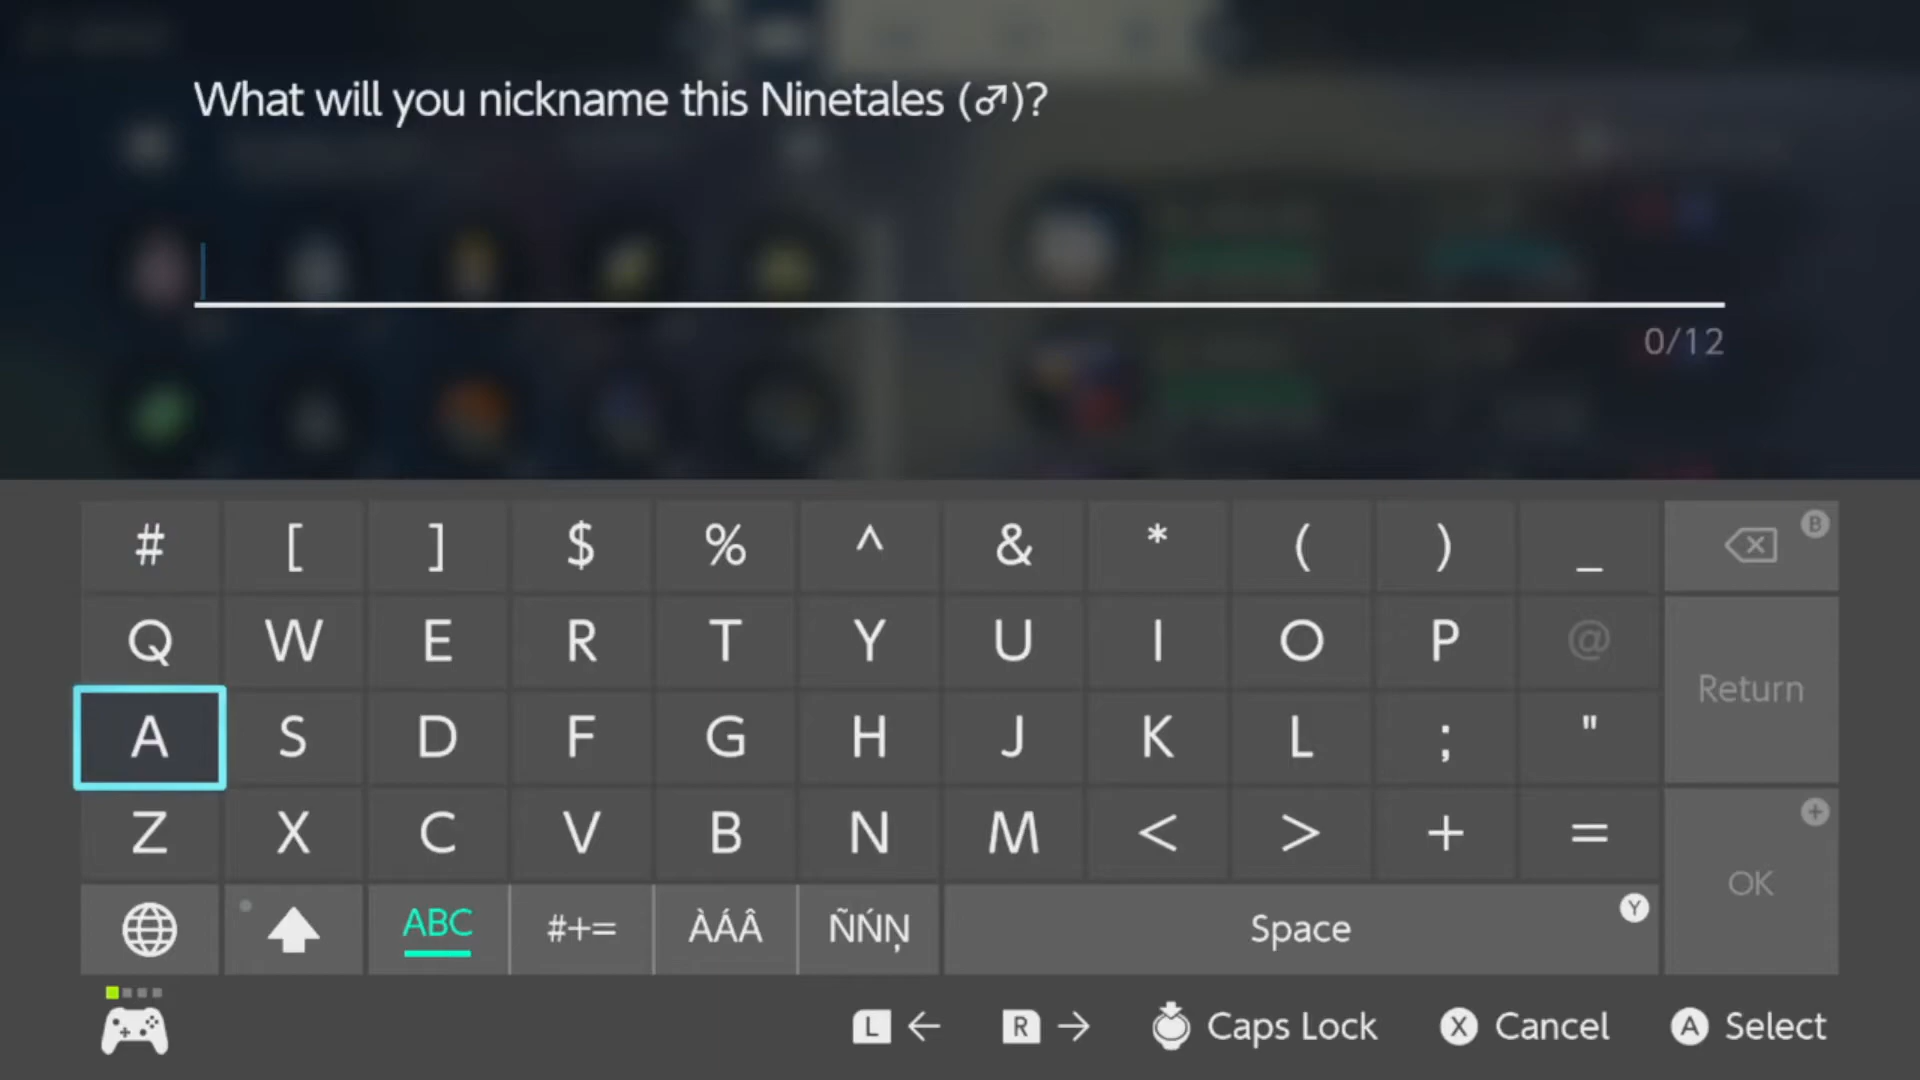 What will you nickname this Ninetales (♂)?
0/12
# [ ] $ % ^ & * ( ) _ B
Q W E R T Y U I O P @
Return
A S D F G H J K L ; "
Z X C V B N M < > + = +
OK
ABC #+= ÀÁÂ ÑŃŅ Space Y
L ← R → Caps Lock X Cancel A Select